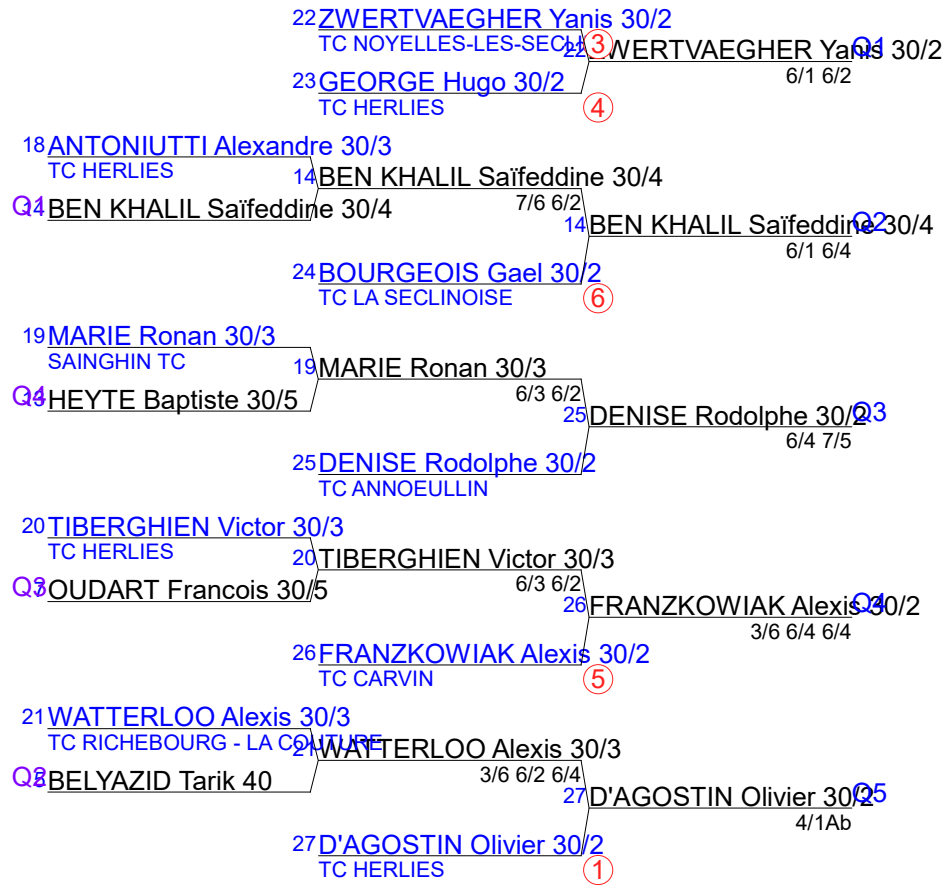 22 ZWERTVAEGHER Yanis 30/2
TC NOYELLES-LES-SECLI 3
22 ZWERTVAEGHER Yanis 30/2 Q1
6/1 6/2
23 GEORGE Hugo 30/2
TC HERLIES 4
18 ANTONIUTTI Alexandre 30/3
TC HERLIES
14 BEN KHALIL Saïfeddine 30/4
7/6 6/2
Q1 14 BEN KHALIL Saïfeddine 30/4
14 BEN KHALIL Saïfeddine 30/4 Q2
6/1 6/4
24 BOURGEOIS Gael 30/2
TC LA SECLINOISE 6
19 MARIE Ronan 30/3
SAINGHIN TC
19 MARIE Ronan 30/3
6/3 6/2
Q4 HEYTE Baptiste 30/5
25 DENISE Rodolphe 30/2 Q3
6/4 7/5
25 DENISE Rodolphe 30/2
TC ANNOEULLIN
20 TIBERGHIEN Victor 30/3
TC HERLIES
20 TIBERGHIEN Victor 30/3
6/3 6/2
Q3 7 OUDART Francois 30/5
26 FRANZKOWIAK Alexis 30/2 Q4
3/6 6/4 6/4
26 FRANZKOWIAK Alexis 30/2
TC CARVIN 5
21 WATTERLOO Alexis 30/3
TC RICHEBOURG - LA COUTURE
21 WATTERLOO Alexis 30/3
3/6 6/2 6/4
Q2 BELYAZID Tarik 40
27 D'AGOSTIN Olivier 30/2 Q5
4/1Ab
27 D'AGOSTIN Olivier 30/2
TC HERLIES 1